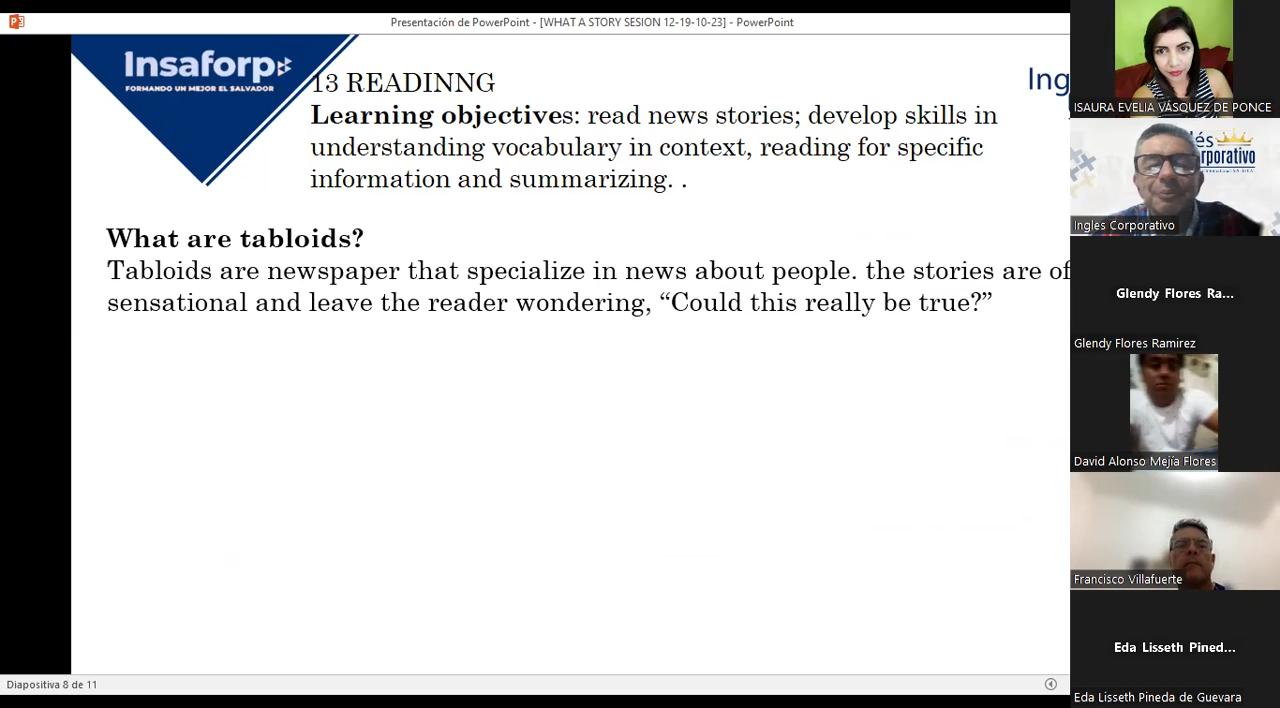 Presentación de PowerPoint - [WHAT A STORY SESION 12-19-10-23] - PowerPoint
Insaforp
FORMANDO UN MEJOR EL SALVADOR
13 READINNG
Ing
Learning objectives: read news stories; develop skills in
understanding vocabulary in context, reading for specific
information and summarizing. .
What are tabloids?
Tabloids are newspaper that specialize in news about people. the stories are of
sensational and leave the reader wondering, “Could this really be true?”
Diapositiva 8 de 11
ISAURA EVELIA VÁSQUEZ DE PONCE
Ingles Corporativo
Glendy Flores Ra...
Glendy Flores Ramirez
David Alonso Mejía Flores
Francisco Villafuerte
Eda Lisseth Pined...
Eda Lisseth Pineda de Guevara